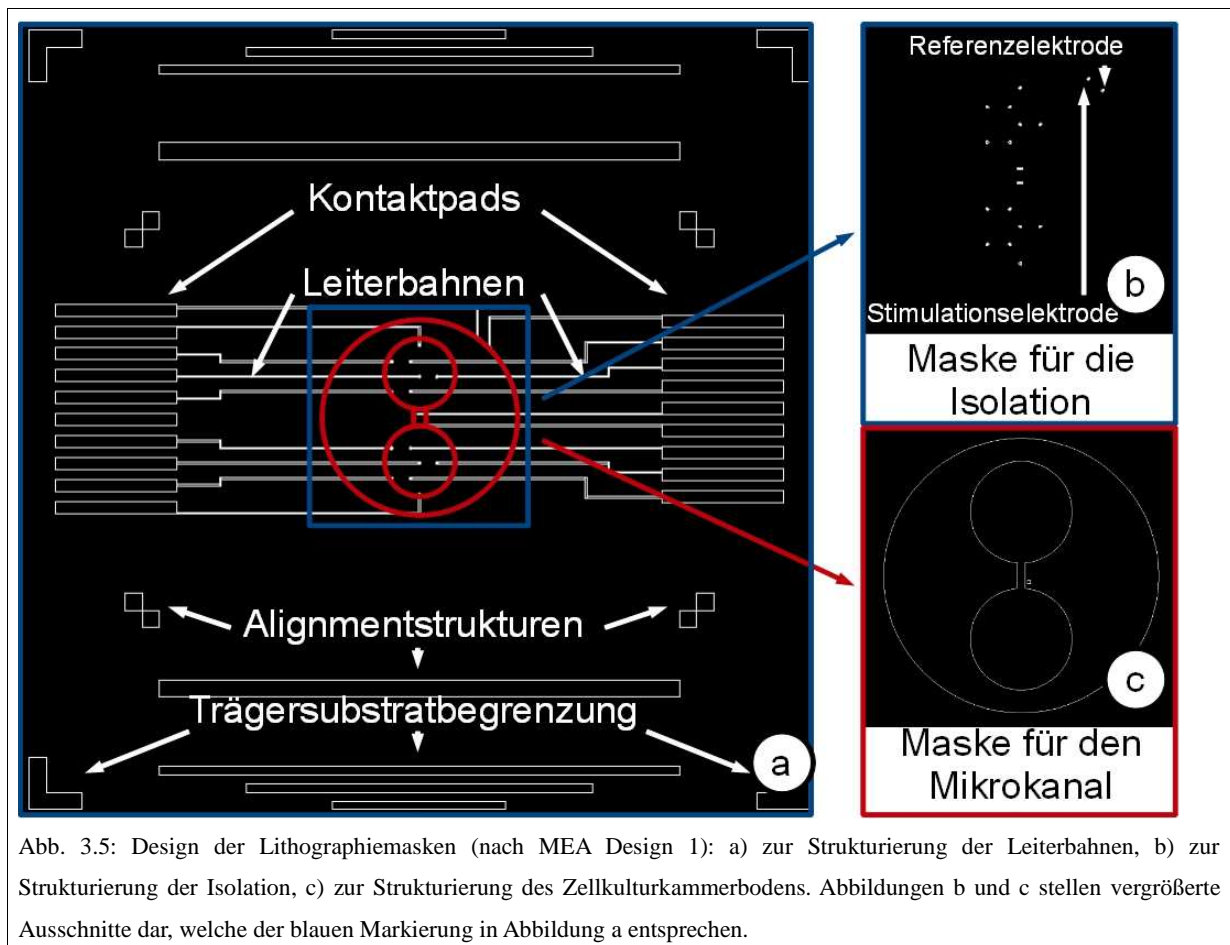 Kontaktpads
Leiterbahnen
Alignmentstrukturen
Trägersubstratbegrenzung
a
Referenzelektrode
Stimulationselektrode
b
Maske für die
Isolation
c
Maske für den
Mikrokanal
Abb. 3.5: Design der Lithographiemasken (nach MEA Design 1): a) zur Strukturierung der Leiterbahnen, b) zur
Strukturierung der Isolation, c) zur Strukturierung des Zellkulturkammerbodens. Abbildungen b und c stellen vergrößerte
Ausschnitte dar, welche der blauen Markierung in Abbildung a entsprechen.